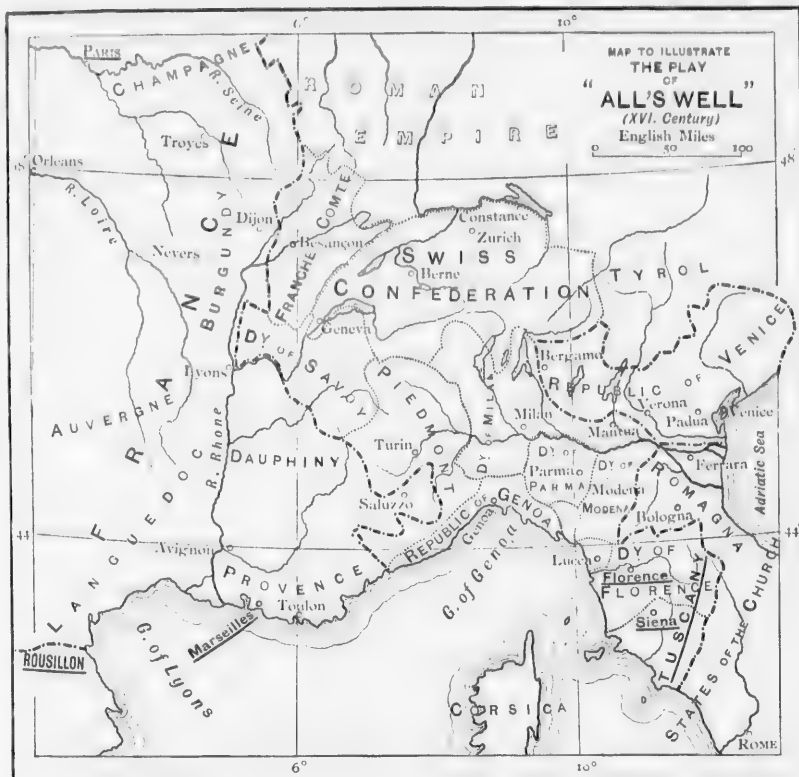 6°
10°
MAP TO ILLUSTRATE
THE PLAY
OF
"ALL'S WELL"
(XVI. Century)
English Miles
0 50 100
PARIS
CHAMPAGNE
R. Seine
ROMAN
EMPIRE
Troyes
48°
48°
Orleans
R. Loire
FRANCE
BURGUNDY
Dijon
Nevers
FRANCHE COMTE
Besançon
Constance
Zurich
SWISS
Berne
CONFEDERATION
TYROL
Geneva
DY OF SAVOY
Lyons
PIEDMONT
Bergamo
REPUBLIC OF VENICE
Verona
Padua
Venice
AUVERGNE
Milan
DY OF MILAN
Mantua
Turin
R. Rhone
DAUPHINY
DY OF
Parma
PARMA
DY OF
Modena
MODENA
Ferrara
ROMAGNA
Adriatic Sea
Saluzzo
REPUBLIC OF GENOA
Genoa
Bologna
LANGUEDOC
44°
44°
Avignon
PROVENCE
Lucca
DY OF
Florence
FLORENCE
G. of Genoa
Toulon
Marseilles
Siena
TUSCANY
STATES OF THE CHURCH
ROUSILLON
G. of Lyons
CORSICA
ROME
6°
10°